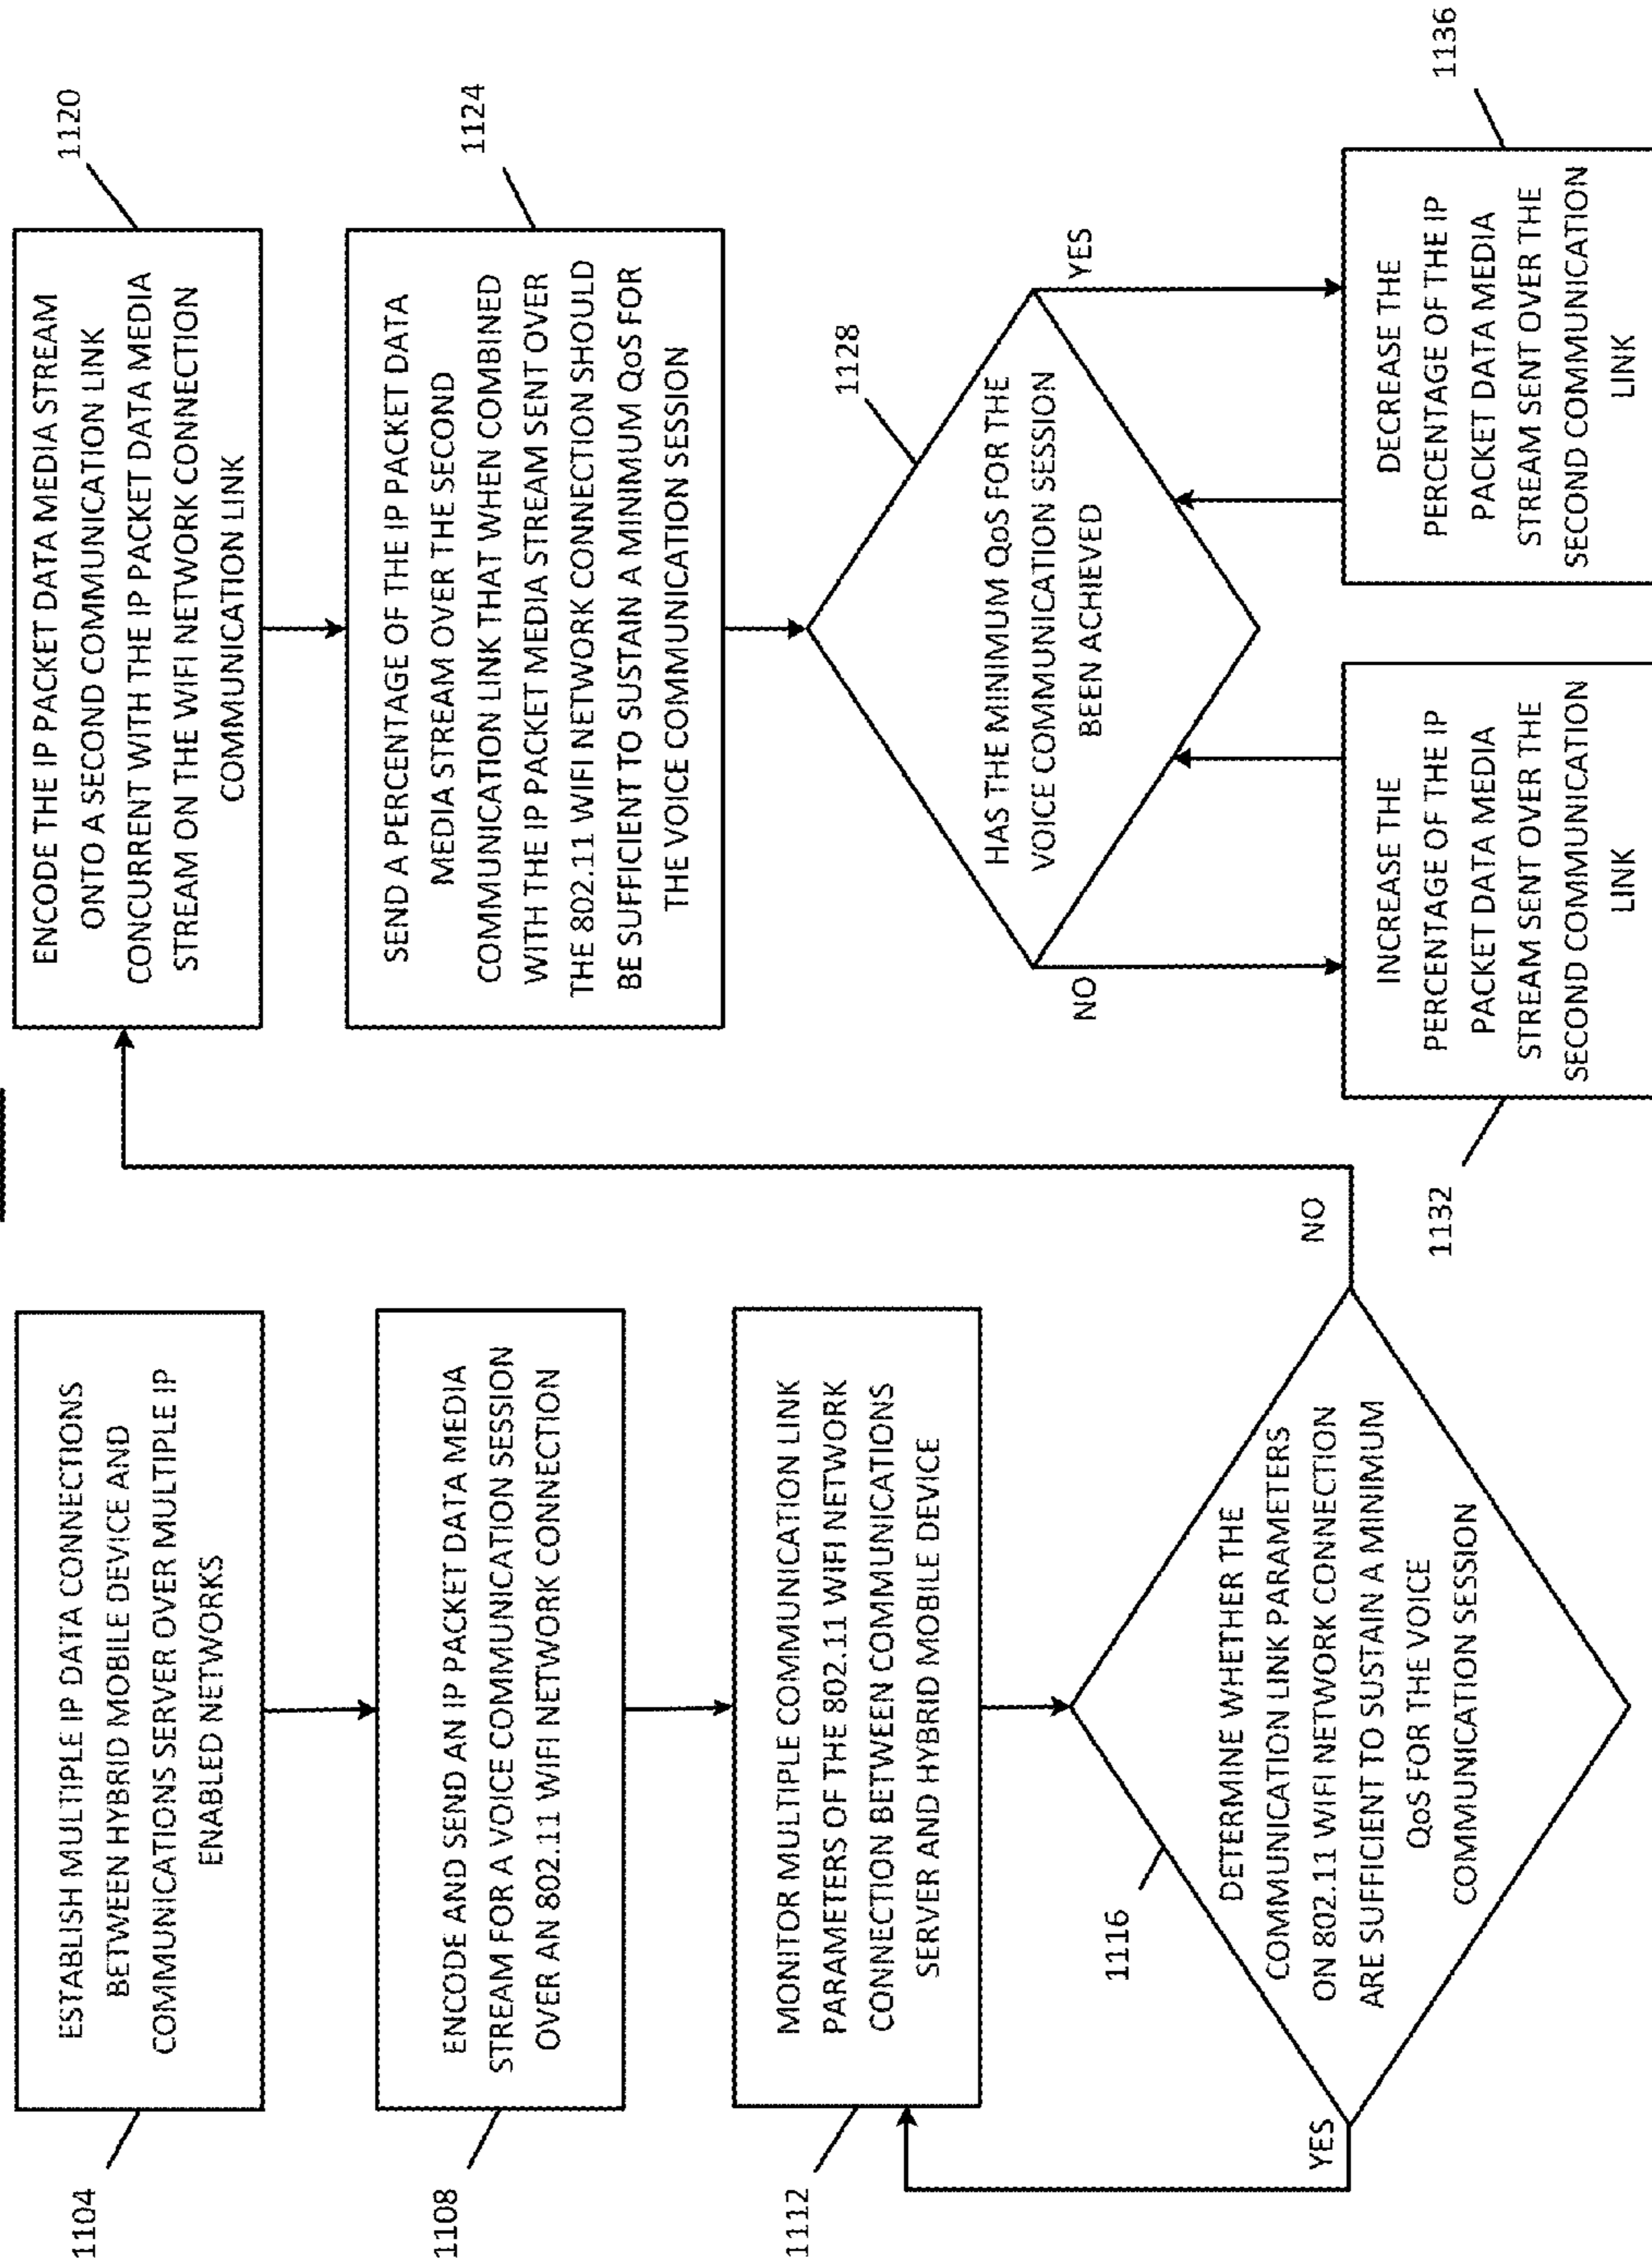 1104
ESTABLISH MULTIPLE IP DATA CONNECTIONS
BETWEEN HYBRID MOBILE DEVICE AND
COMMUNICATIONS SERVER OVER MULTIPLE IP
ENABLED NETWORKS
1108
ENCODE AND SEND AN IP PACKET DATA MEDIA
STREAM FOR A VOICE COMMUNICATION SESSION
OVER AN 802.11 WIFI NETWORK CONNECTION
1112
MONITOR MULTIPLE COMMUNICATION LINK
PARAMETERS OF THE 802.11 WIFI NETWORK
CONNECTION BETWEEN COMMUNICATIONS
SERVER AND HYBRID MOBILE DEVICE
1116
DETERMINE WHETHER THE
COMMUNICATION LINK PARAMETERS
ON 802.11 WIFI NETWORK CONNECTION
ARE SUFFICIENT TO SUSTAIN A MINIMUM
QoS FOR THE VOICE
COMMUNICATION SESSION
YES
NO
1120
ENCODE THE IP PACKET DATA MEDIA STREAM
ONTO A SECOND COMMUNICATION LINK
CONCURRENT WITH THE IP PACKET DATA MEDIA
STREAM ON THE WIFI NETWORK CONNECTION
COMMUNICATION LINK
1124
SEND A PERCENTAGE OF THE IP PACKET DATA
MEDIA STREAM OVER THE SECOND
COMMUNICATION LINK THAT WHEN COMBINED
WITH THE IP PACKET MEDIA STREAM SENT OVER
THE 802.11 WIFI NETWORK CONNECTION SHOULD
BE SUFFICIENT TO SUSTAIN A MINIMUM QoS FOR
THE VOICE COMMUNICATION SESSION
1128
HAS THE MINIMUM QoS FOR THE
VOICE COMMUNICATION SESSION
BEEN ACHIEVED
NO
YES
1132
INCREASE THE
PERCENTAGE OF THE IP
PACKET DATA MEDIA
STREAM SENT OVER THE
SECOND COMMUNICATION
LINK
1136
DECREASE THE
PERCENTAGE OF THE IP
PACKET DATA MEDIA
STREAM SENT OVER THE
SECOND COMMUNICATION
LINK